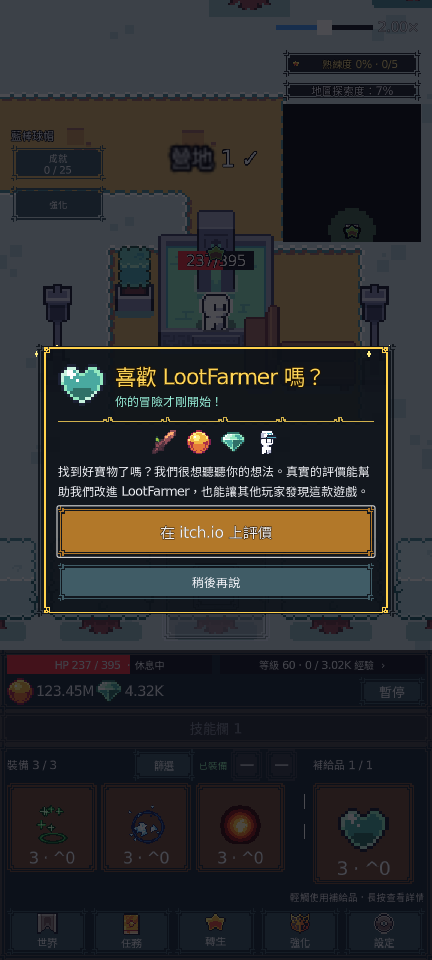 2.00×
熟練度 0% · 0/5
地圖探索度：7%
成就
0 / 25
強化
營地 1 ✓
237/395
喜歡 LootFarmer 嗎？
你的冒險才剛開始！
找到好寶物了嗎？我們很想聽聽你的想法。真實的評價能幫
助我們改進 LootFarmer，也能讓其他玩家發現這款遊戲。
在 itch.io 上評價
稍後再說
HP 237 / 395 · 休息中
等級 60 · 0 / 3.02K 經驗
123.45M 4.32K
暫停
技能欄 1
裝備 3 / 3
篩選
已裝備
補給品 1 / 1
3 · ^0
3 · ^0
3 · ^0
3 · ^0
輕觸使用補給品，長按查看詳情
世界
任務
轉生
強化
設定